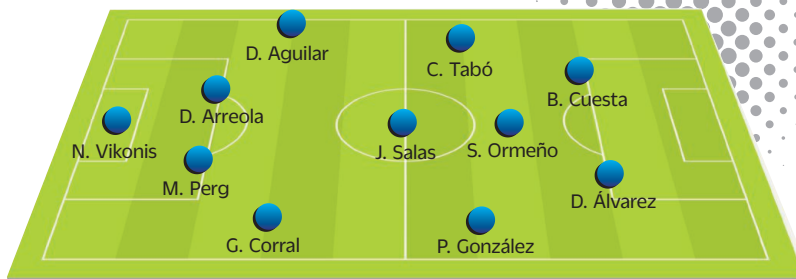 D. Aguilar
C. Tabó
B. Cuesta
D. Arreola
N. Vikonis
J. Salas
S. Ormeño
M. Perg
D. Álvarez
G. Corral
P. González